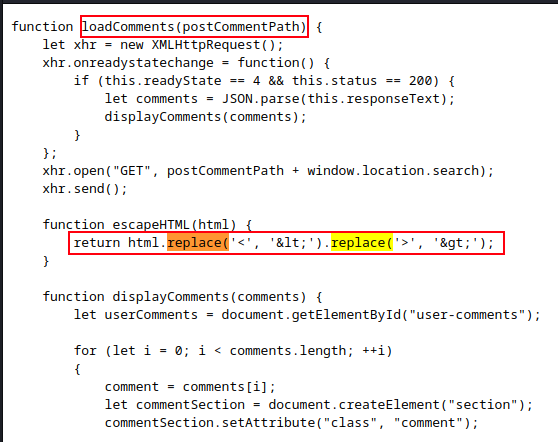 function loadComments(postCommentPath) {
    let xhr = new XMLHttpRequest();
    xhr.onreadystatechange = function() {
        if (this.readyState == 4 && this.status == 200) {
            let comments = JSON.parse(this.responseText);
            displayComments(comments);
        }
    };
    xhr.open("GET", postCommentPath + window.location.search);
    xhr.send();

    function escapeHTML(html) {
        return html.replace('<', '&lt;').replace('>', '&gt;');
    }

    function displayComments(comments) {
        let userComments = document.getElementById("user-comments");

        for (let i = 0; i < comments.length; ++i)
        {
            comment = comments[i];
            let commentSection = document.createElement("section");
            commentSection.setAttribute("class", "comment");